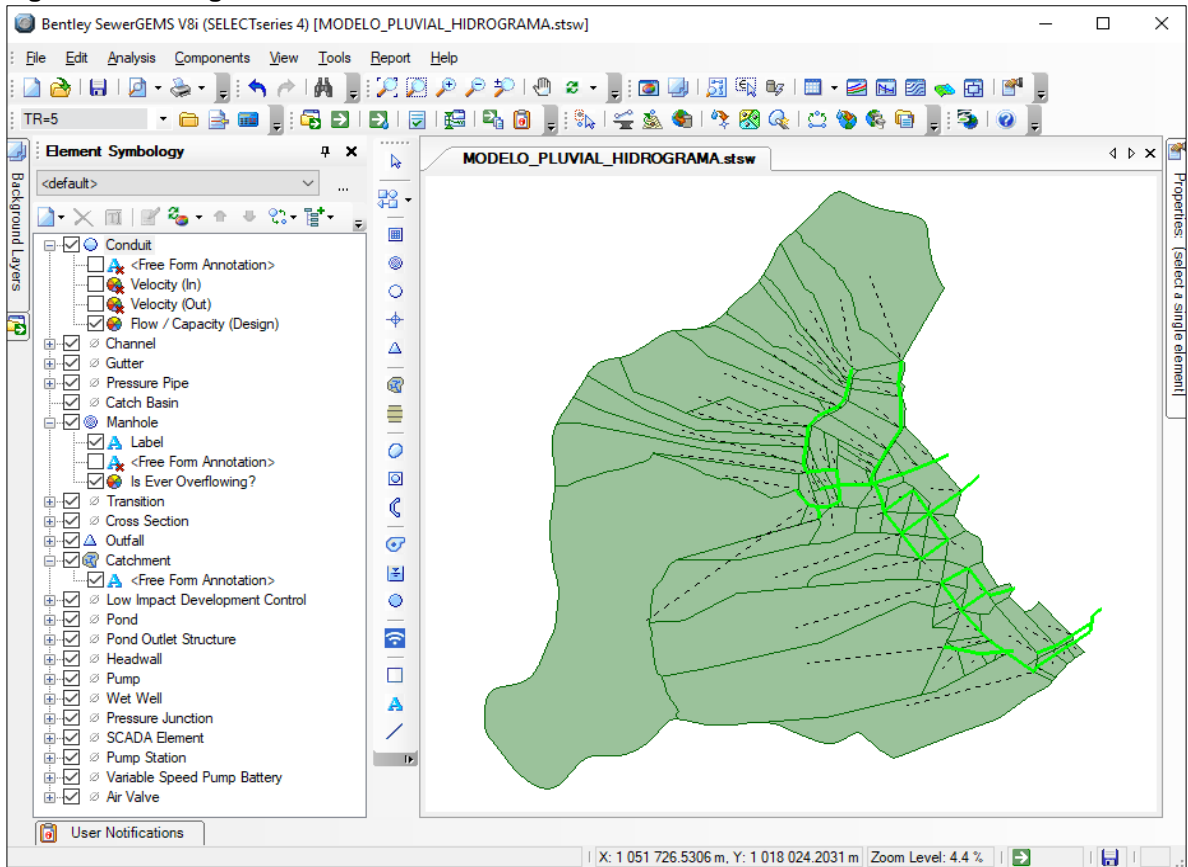 Bentley SewerGEMS V8i (SELECTseries 4) [MODELO_PLUVIAL_HIDROGRAMA.stsw]
File Edit Analysis Components View Tools Report Help
TR=5
Element Symbology
MODELO_PLUVIAL_HIDROGRAMA.stsw
Background Layers
Properties: (select a single element)
<default>
...
Conduit
<Free Form Annotation>
Velocity (In)
Velocity (Out)
Flow / Capacity (Design)
Channel
Gutter
Pressure Pipe
Catch Basin
Manhole
Label
<Free Form Annotation>
Is Ever Overflowing?
Transition
Cross Section
Outfall
Catchment
<Free Form Annotation>
Low Impact Development Control
Pond
Pond Outlet Structure
Headwall
Pump
Wet Well
Pressure Junction
SCADA Element
Pump Station
Variable Speed Pump Battery
Air Valve
User Notifications
X: 1 051 726.5306 m, Y: 1 018 024.2031 m Zoom Level: 4.4 %